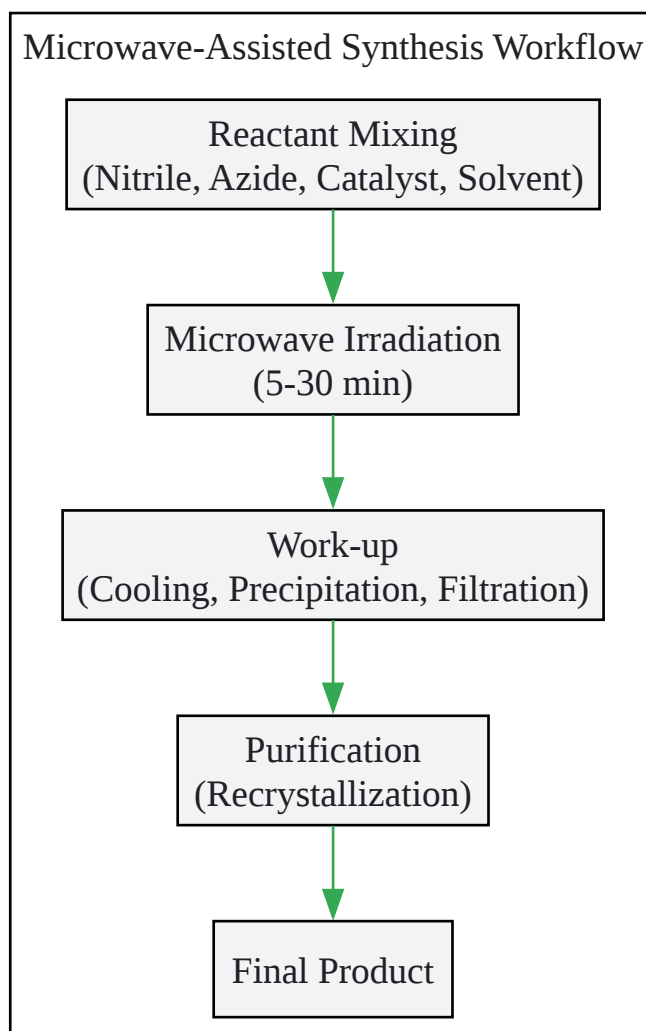 Microwave-Assisted Synthesis Workflow
Reactant Mixing
(Nitrile, Azide, Catalyst, Solvent)
Microwave Irradiation
(5-30 min)
Work-up
(Cooling, Precipitation, Filtration)
Purification
(Recrystallization)
Final Product